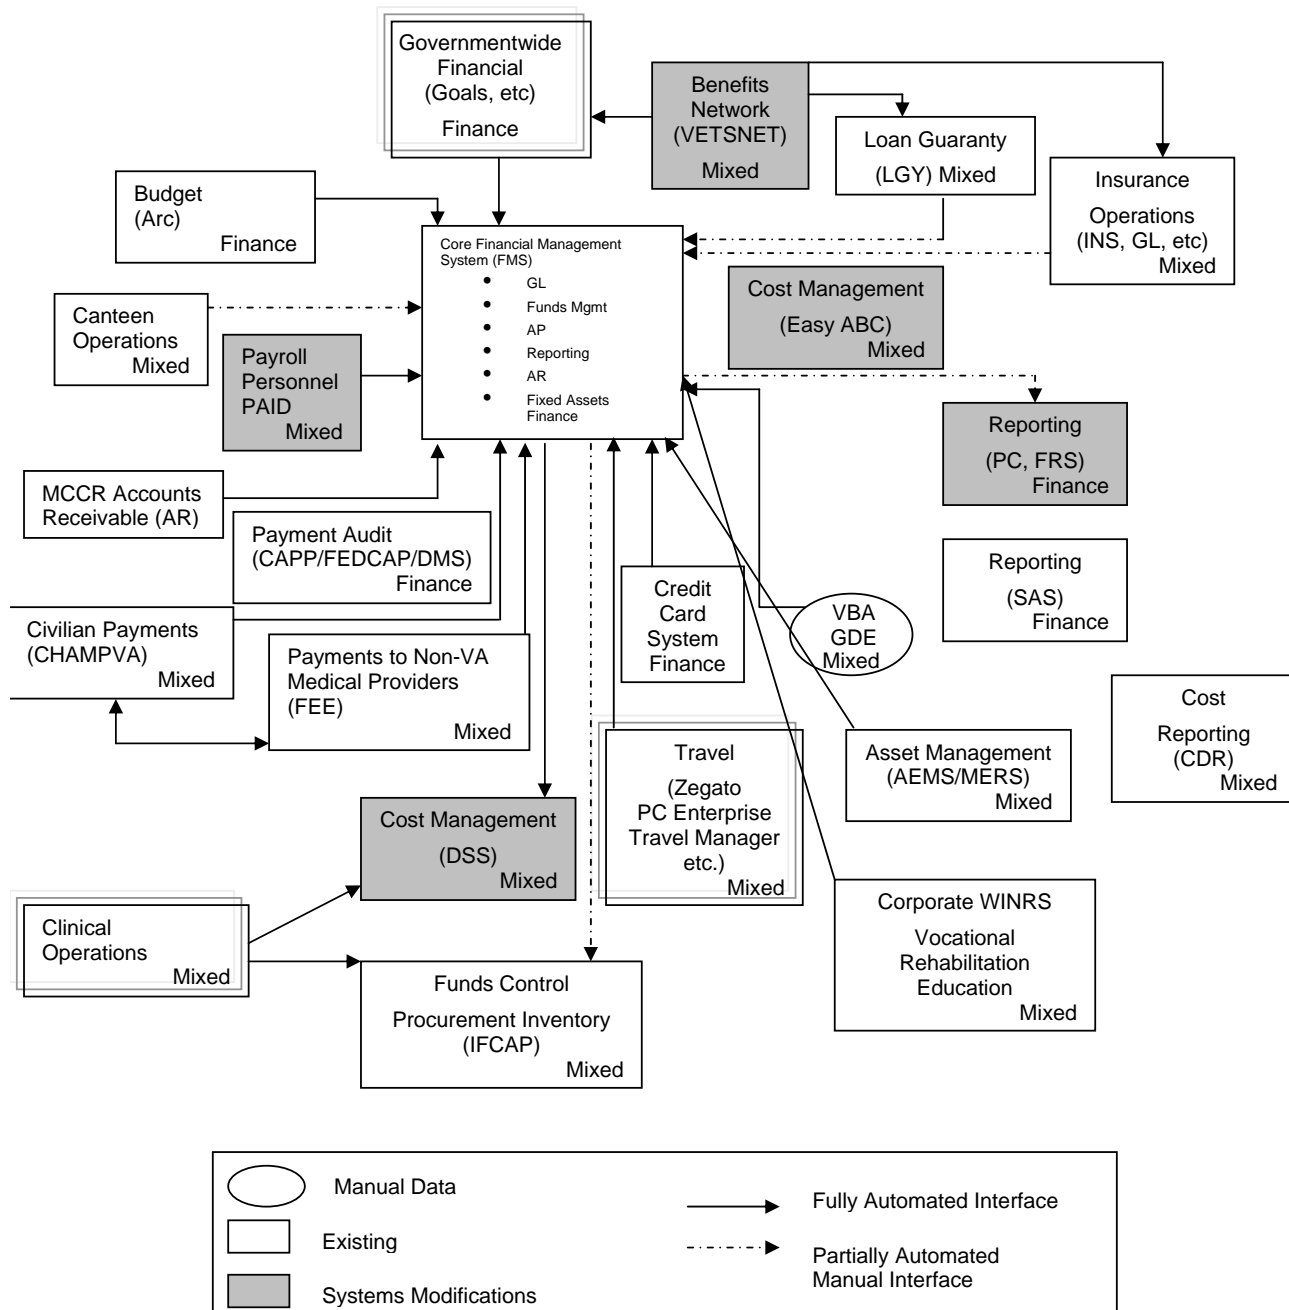 Governmentwide
Financial
(Goals, etc)
Finance
Benefits
Network
(VETSNET)
Mixed
Loan Guaranty
(LGY) Mixed
Insurance
Operations
(INS, GL, etc)
Mixed
Budget
(Arc)
Finance
Core Financial Management
System (FMS)
• GL
• Funds Mgmt
• AP
• Reporting
• AR
• Fixed Assets
Finance
Cost Management
(Easy ABC)
Mixed
Canteen
Operations
Mixed
Payroll
Personnel
PAID
Mixed
Reporting
(PC, FRS)
Finance
MCCR Accounts
Receivable (AR)
Payment Audit
(CAPP/FEDCAP/DMS)
Finance
Reporting
(SAS)
Finance
Credit
Card
System
Finance
VBA
GDE
Mixed
Civilian Payments
(CHAMPVA)
Mixed
Payments to Non-VA
Medical Providers
(FEE)
Mixed
Cost
Reporting
(CDR)
Mixed
Travel
(Zegato
PC Enterprise
Travel Manager
etc.)
Mixed
Asset Management
(AEMS/MERS)
Mixed
Cost Management
(DSS)
Mixed
Corporate WINRS
Vocational
Rehabilitation
Education
Mixed
Clinical
Operations
Mixed
Funds Control
Procurement Inventory
(IFCAP)
Mixed
Manual Data
Existing
Systems Modifications
Fully Automated Interface
Partially Automated
Manual Interface